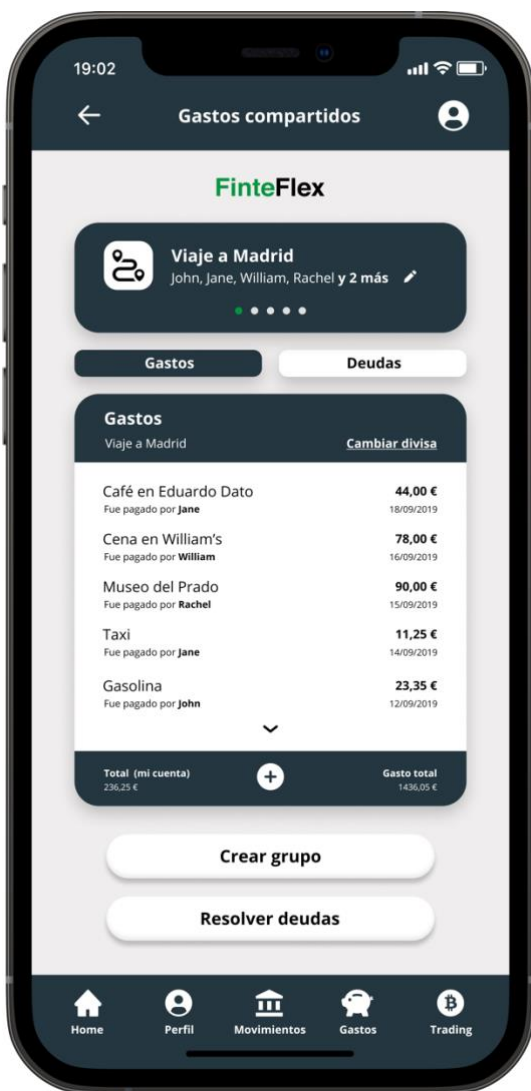 19:02
Gastos compartidos
FinteFlex
Viaje a Madrid
John, Jane, William, Rachel y 2 más
Gastos
Deudas
Gastos
Viaje a Madrid
Cambiar divisa
Café en Eduardo Dato
44,00 €
Fue pagado por Jane
18/09/2019
Cena en William's
78,00 €
Fue pagado por William
16/09/2019
Museo del Prado
90,00 €
Fue pagado por Rachel
15/09/2019
Taxi
11,25 €
Fue pagado por Jane
14/09/2019
Gasolina
23,35 €
Fue pagado por John
12/09/2019
Total (mi cuenta)
236,25 €
Gasto total
1436,05 €
Crear grupo
Resolver deudas
Home
Perfil
Movimientos
Gastos
Trading